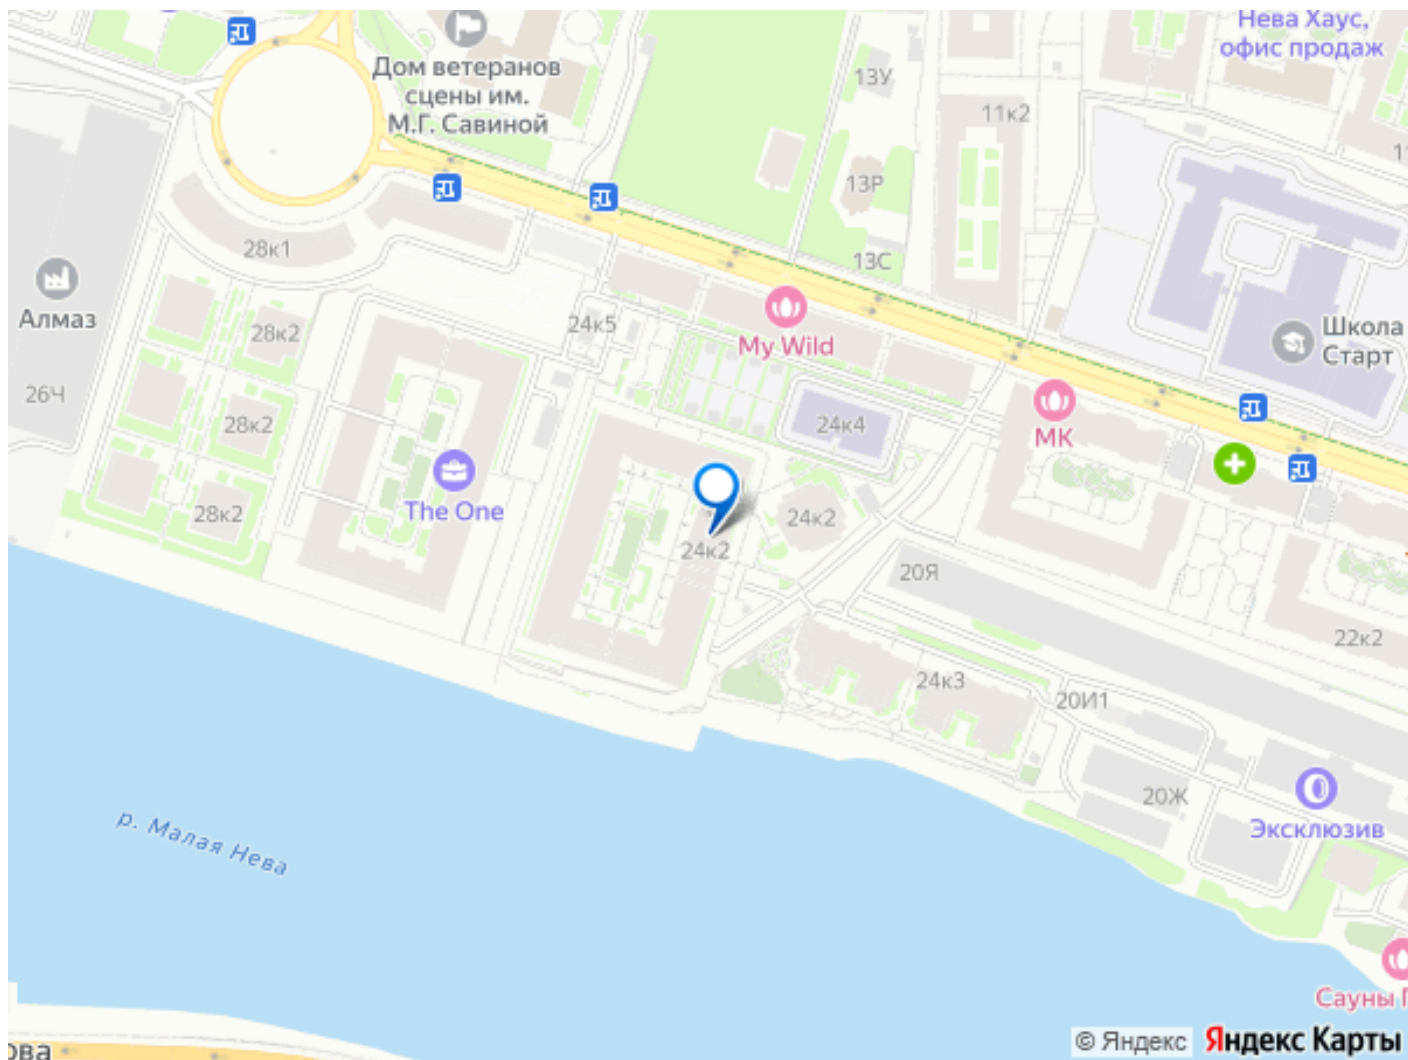 Нева Хаус,
офис продаж
Дом ветеранов
сцены им.
М.Г. Савиной
13У
11к2
13Р
28к1
13С
Алмаз
24к5
28к2
My Wild
Школа
Старт
26Ч
28к2
24к4
МК
28к2
The One
24к2
24к2
20Я
22к2
24к3
20И1
20Ж
Эксклюзив
р. Малая Нева
Сауны
© Яндекс
Яндекс Карты